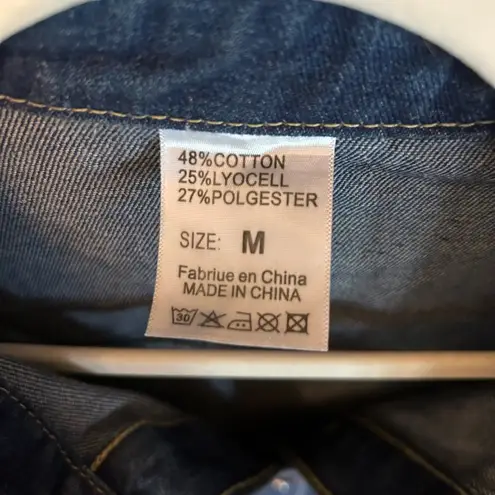 48%COTTON
25%LYOCELL
27%POLGESTER
SIZE: M
Fabriue en China
MADE IN CHINA
30